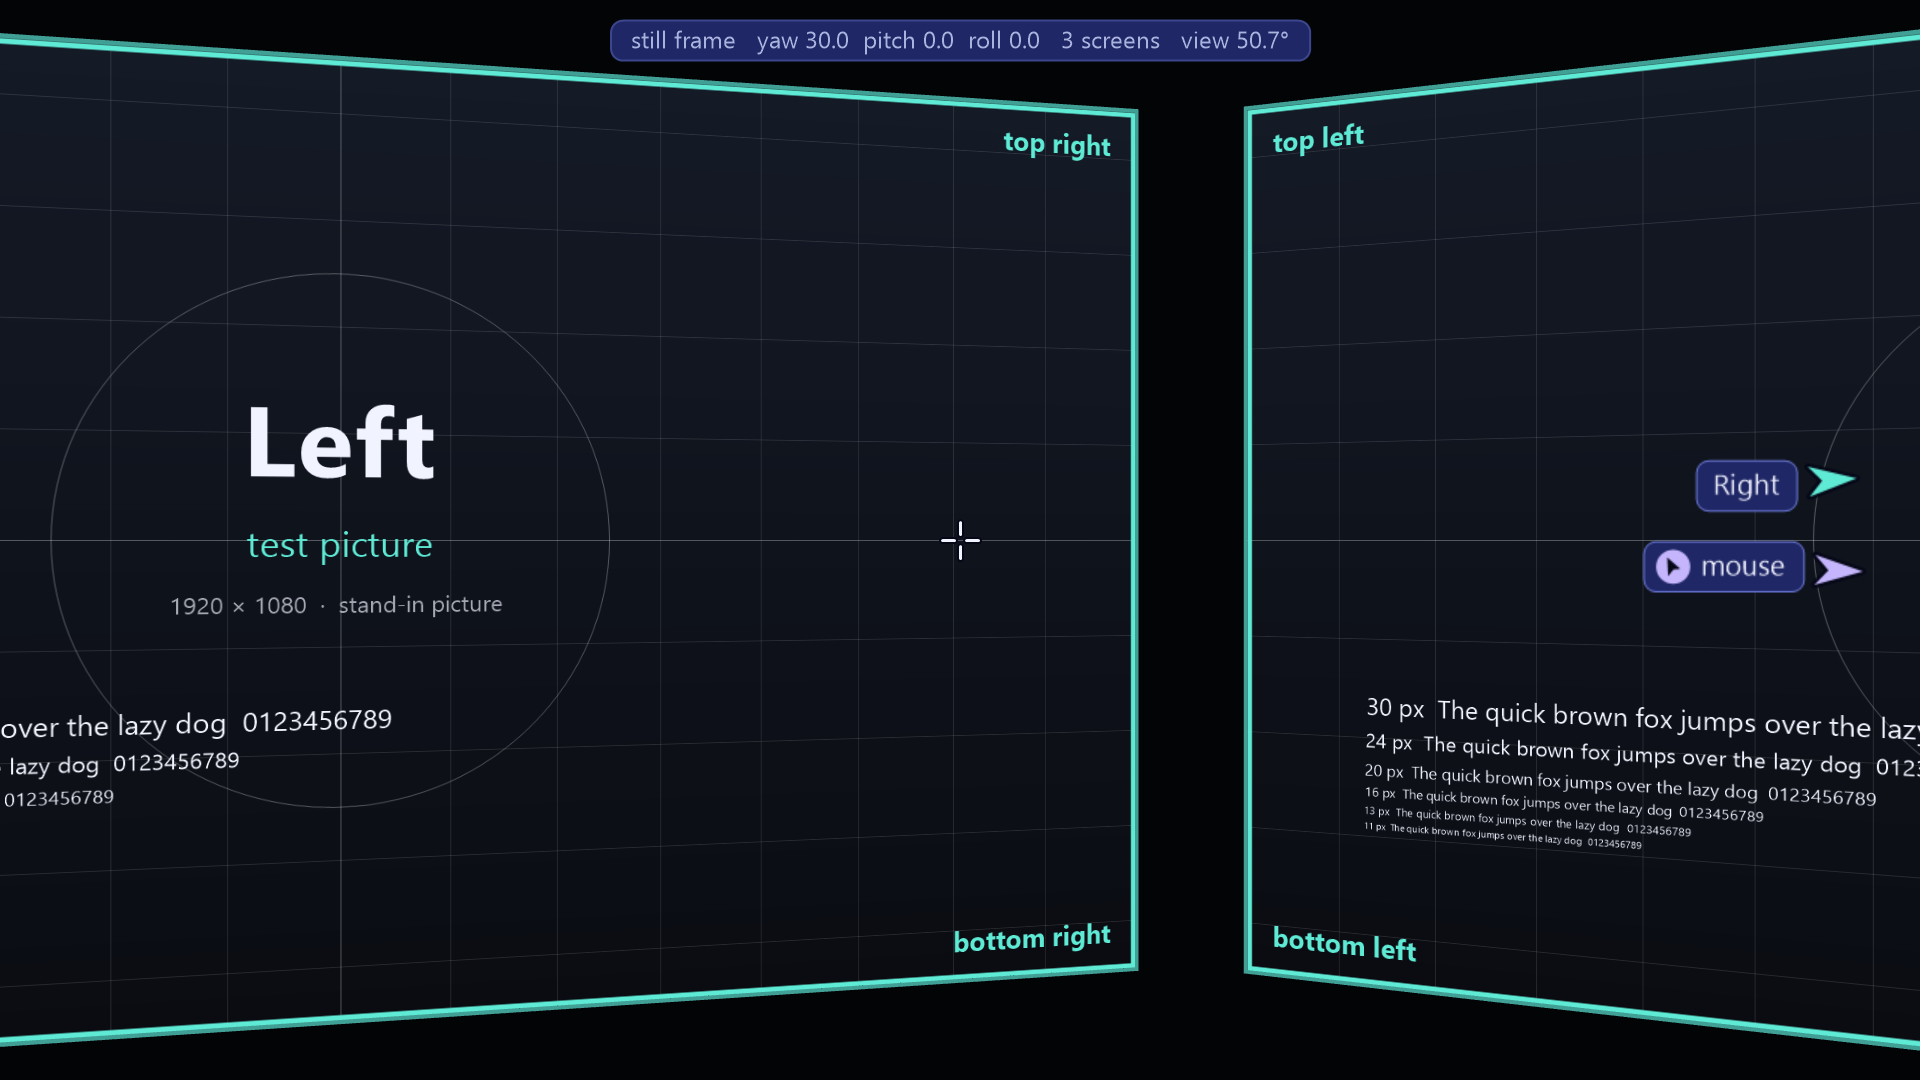 still frame yaw 30.0 pitch 0.0 roll 0.0 3 screens view 50.7°
top right
Left
test picture
1920 × 1080 · stand-in picture
over the lazy dog 0123456789
lazy dog 0123456789
0123456789
bottom right
top left
Right
mouse
30 px The quick brown fox jumps over the lazy
24 px The quick brown fox jumps over the lazy dog 0123
20 px The quick brown fox jumps over the lazy dog 0123456789
16 px The quick brown fox jumps over the lazy dog 0123456789
13 px The quick brown fox jumps over the lazy dog 0123456789
11 px The quick brown fox jumps over the lazy dog 0123456789
bottom left